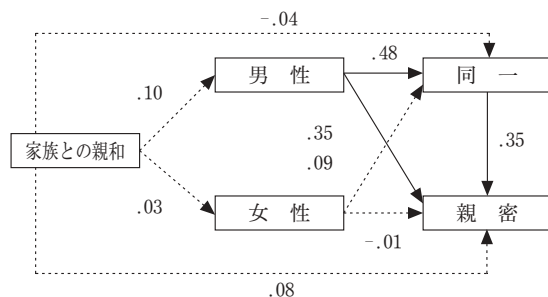 -.04
男 性
.48
同 一
.10
.35
.09
.35
家族との親和
.03
女 性
親 密
-.01
.08